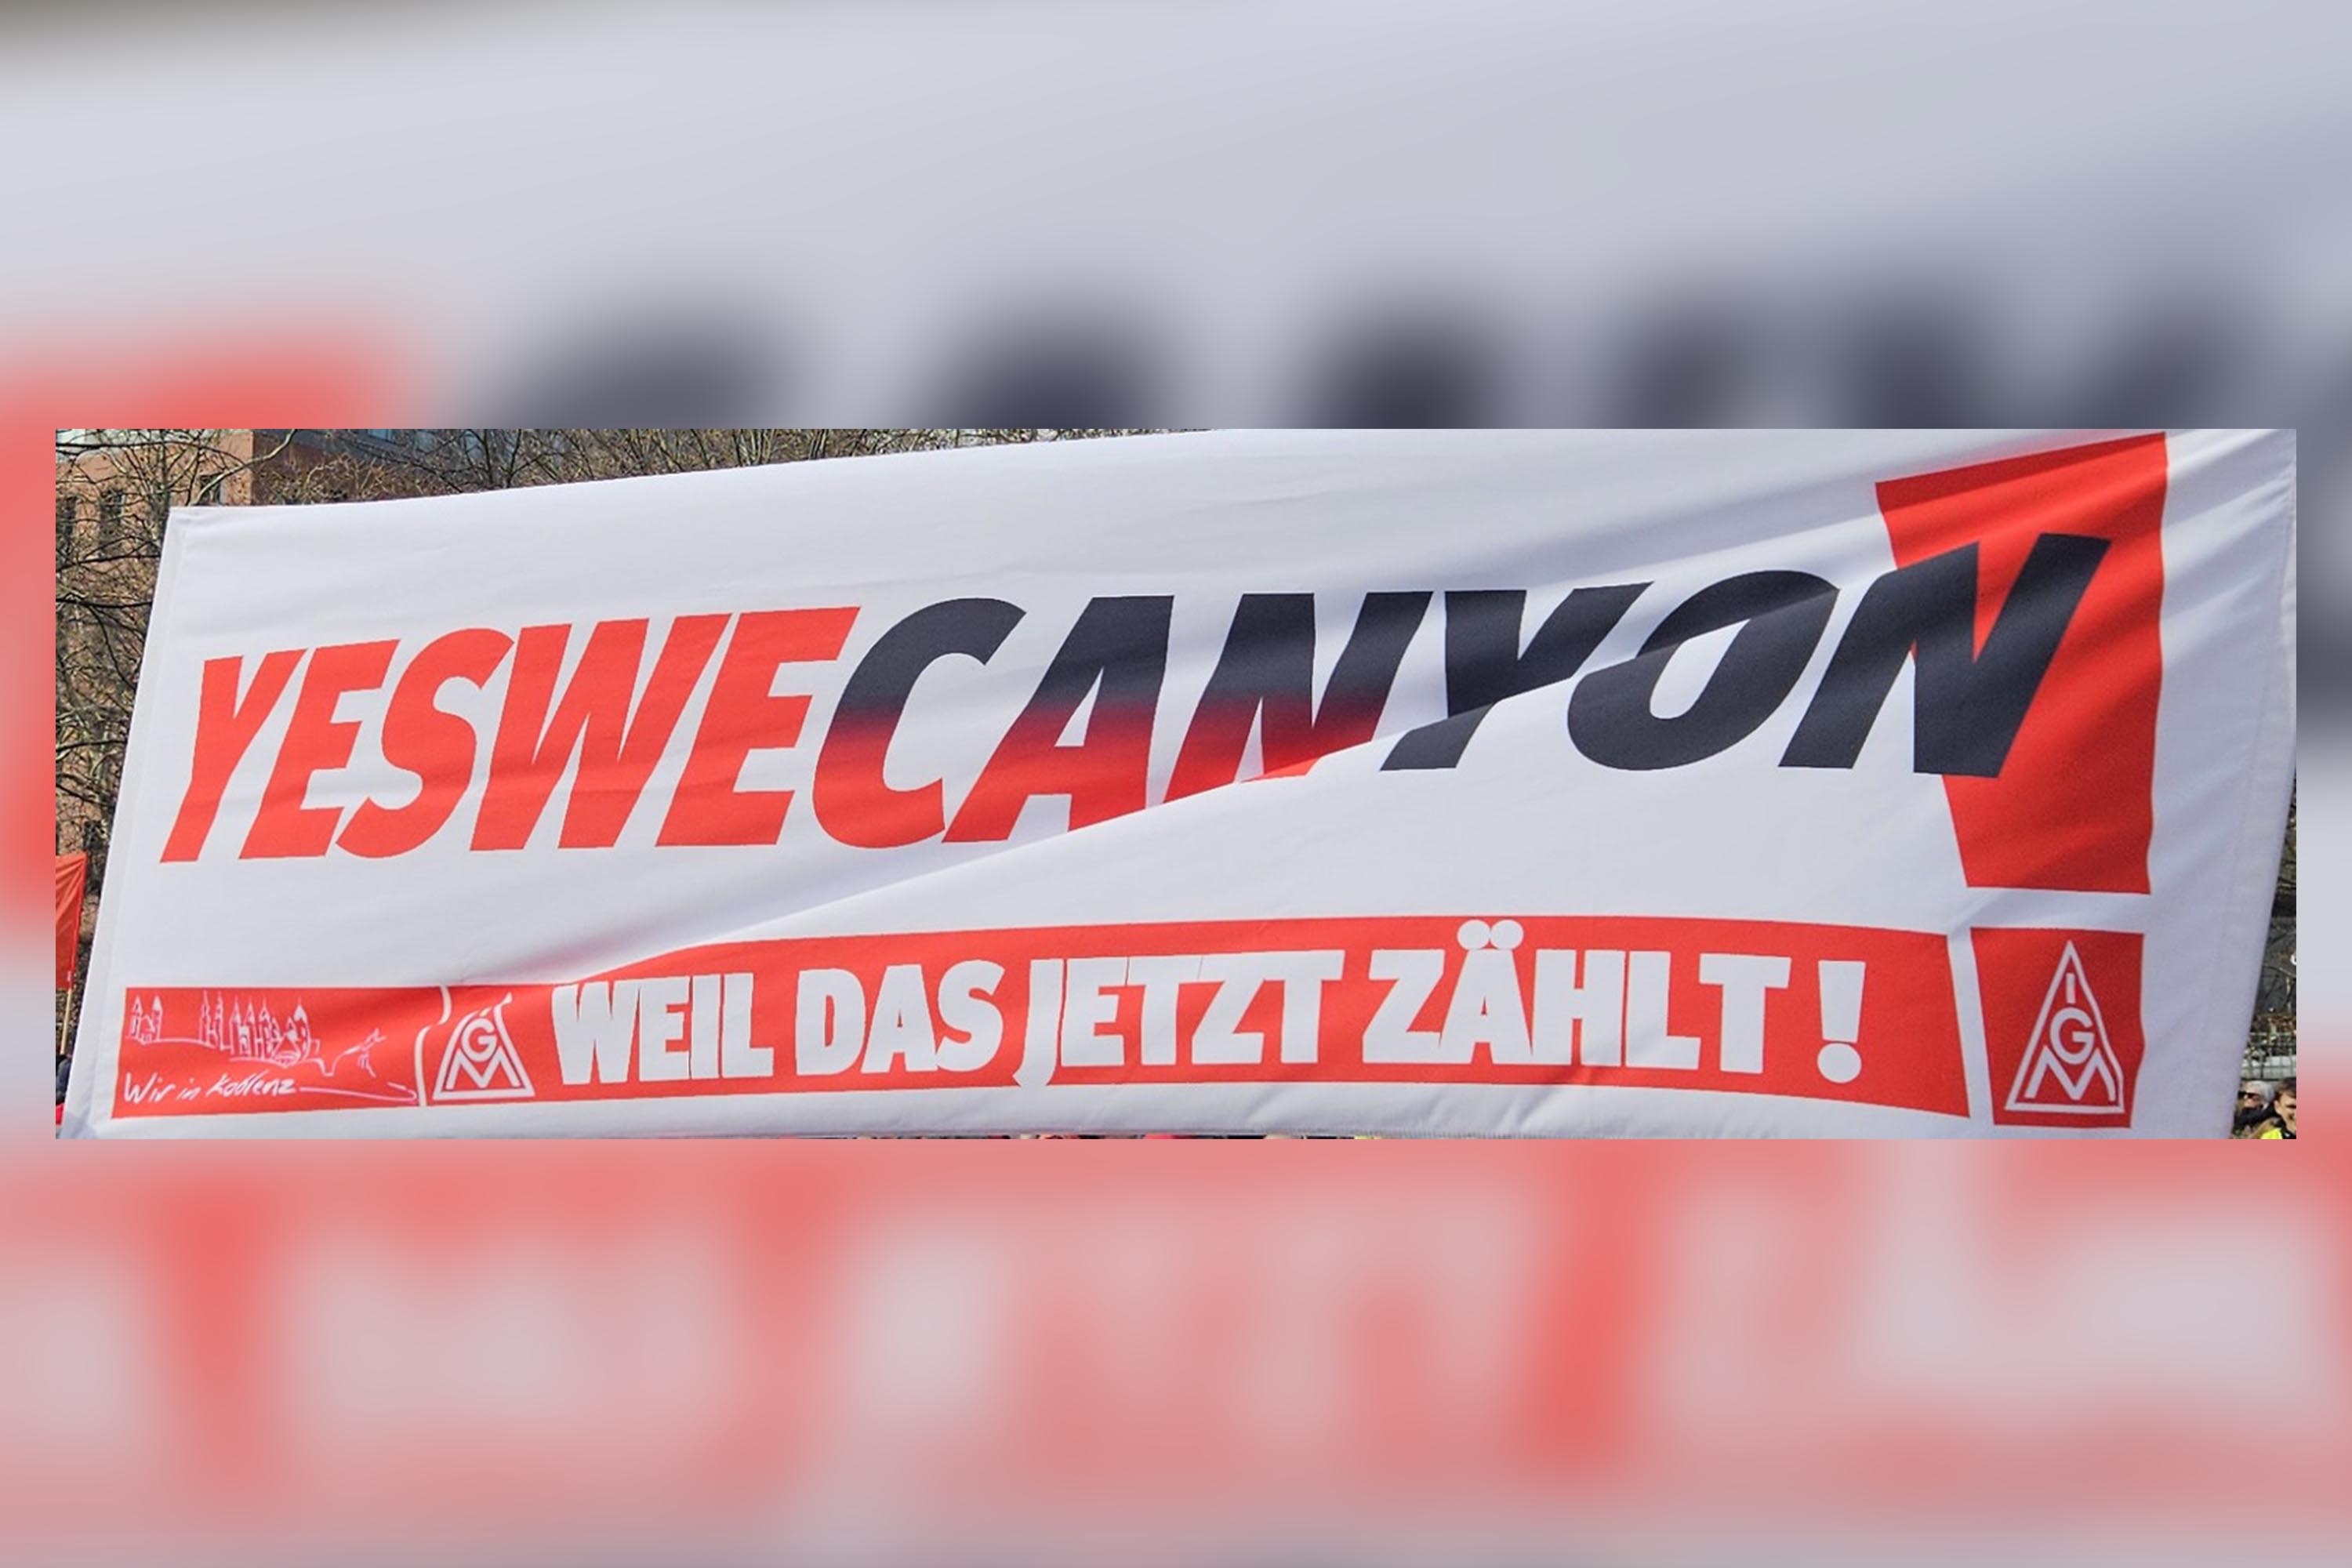 YESWECANYON
Wir in Koblenz
IGM
WEIL DAS JETZT ZÄHLT!
IGM